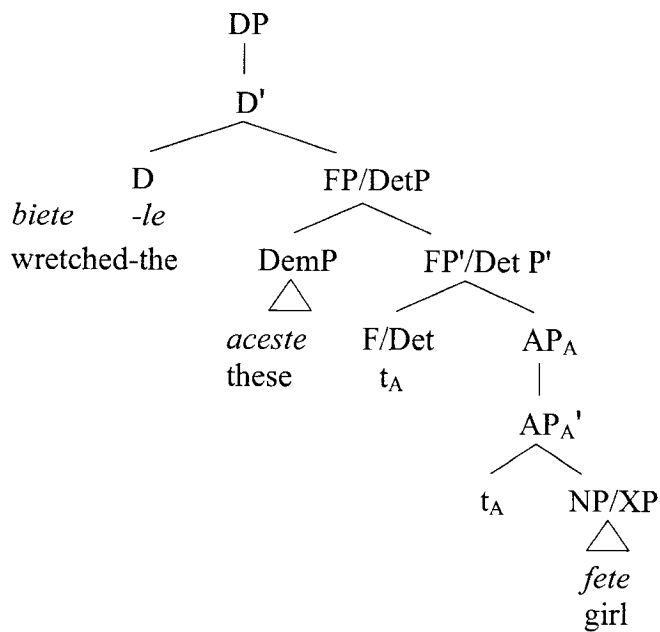 DP
D'
D FP/DetP
biete -le
wretched-the DemP FP'/Det P'
aceste F/Det APA
these tA
APA'
tA NP/XP
fete
girl